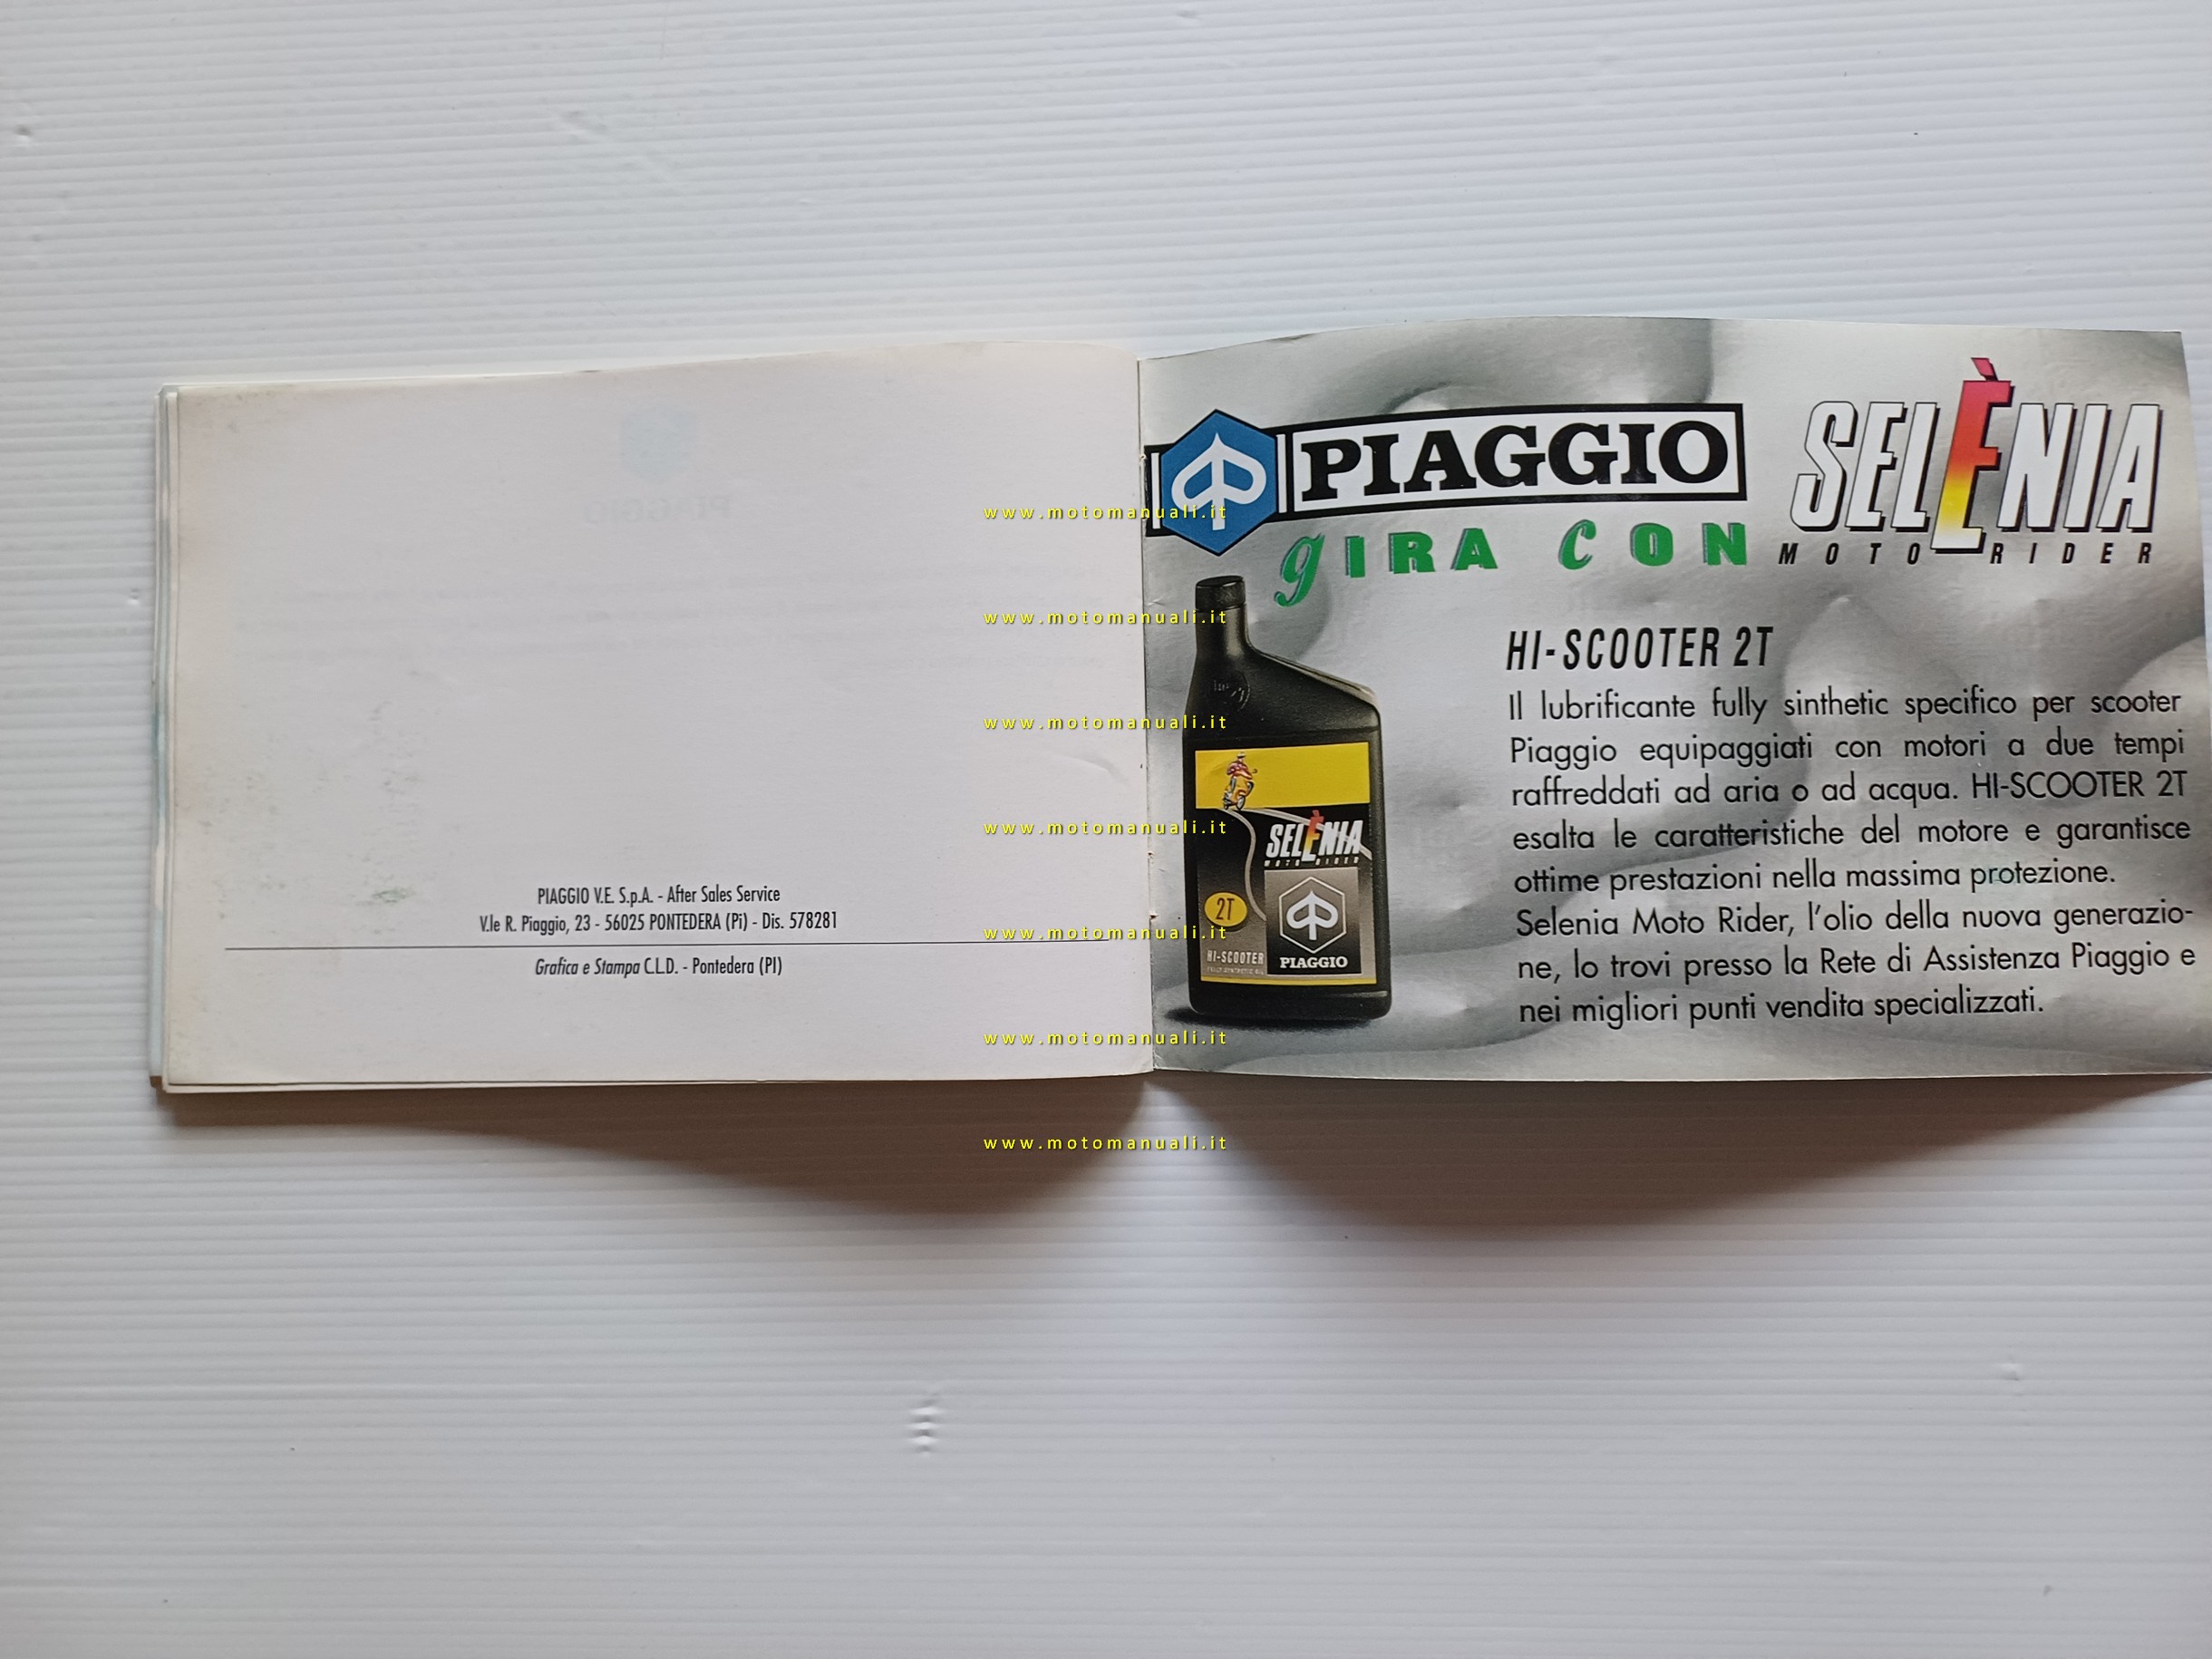 PIAGGIO V.E. S.p.A. - After Sales Service
V.le R. Piaggio, 23 - 56025 PONTEDERA (Pi) - Dis. 578281
Grafica e Stampa C.L.D. - Pontedera (PI)
PIAGGIO
gIRA CON
SELÈNIA
MOTO RIDER
HI-SCOOTER 2T
Il lubrificante fully sinthetic specifico per scooter
Piaggio equipaggiati con motori a due tempi
raffreddati ad aria o ad acqua. HI-SCOOTER 2T
esalta le caratteristiche del motore e garantisce
ottime prestazioni nella massima protezione.
Selenia Moto Rider, l'olio della nuova generazio-
ne, lo trovi presso la Rete di Assistenza Piaggio e
nei migliori punti vendita specializzati.
SELÈNIA
MOTO RIDER
2T
HI-SCOOTER
FULLY SYNTHETIC OIL
PIAGGIO
www.motomanuali.it
www.motomanuali.it
www.motomanuali.it
www.motomanuali.it
www.motomanuali.it
www.motomanuali.it
www.motomanuali.it